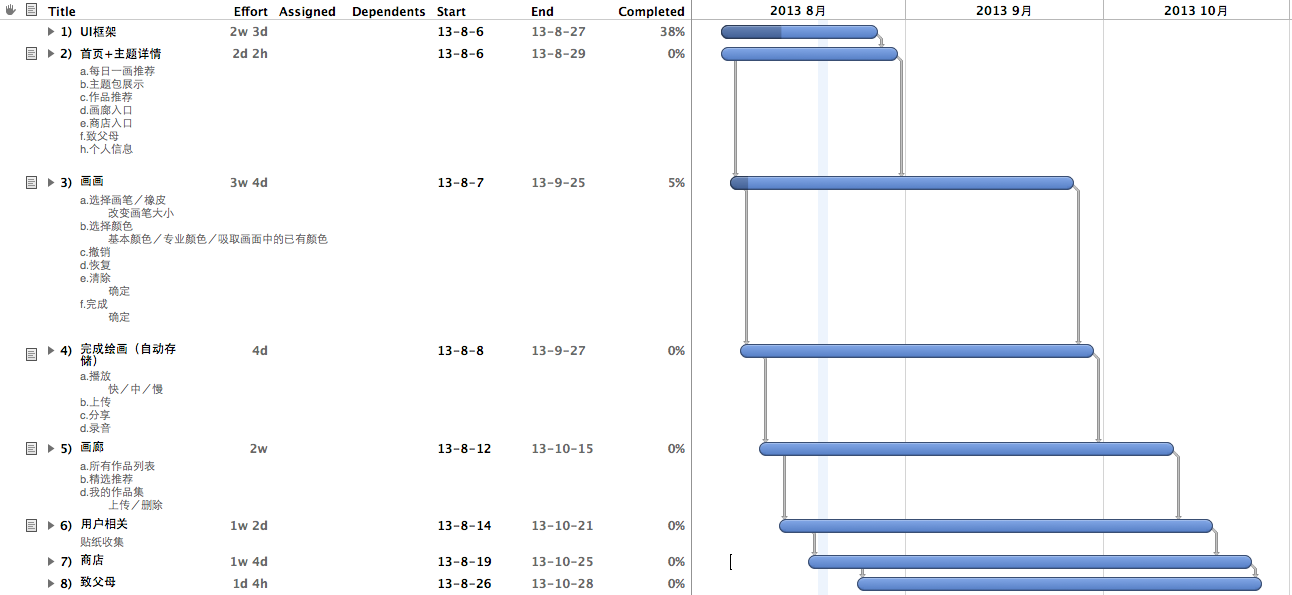 Title Effort Assigned Dependents Start End Completed 2013 8月 2013 9月 2013 10月
1) UI框架 2w 3d 13-8-6 13-8-27 38%
2) 首页+主题详情 2d 2h 13-8-6 13-8-29 0%
a.每日一画推荐
b.主题包展示
c.作品推荐
d.画廊入口
e.商店入口
f.致父母
h.个人信息
3) 画画 3w 4d 13-8-7 13-9-25 5%
a.选择画笔／橡皮
改变画笔大小
b.选择颜色
基本颜色／专业颜色／吸取画面中的已有颜色
c.撤销
d.恢复
e.清除
确定
f.完成
确定
4) 完成绘画（自动存 4d 13-8-8 13-9-27 0%
储）
a.播放
快／中／慢
b.上传
c.分享
d.录音
5) 画廊 2w 13-8-12 13-10-15 0%
a.所有作品列表
b.精选推荐
d.我的作品集
上传／删除
6) 用户相关 1w 2d 13-8-14 13-10-21 0%
贴纸收集
7) 商店 1w 4d 13-8-19 13-10-25 0%
8) 致父母 1d 4h 13-8-26 13-10-28 0%